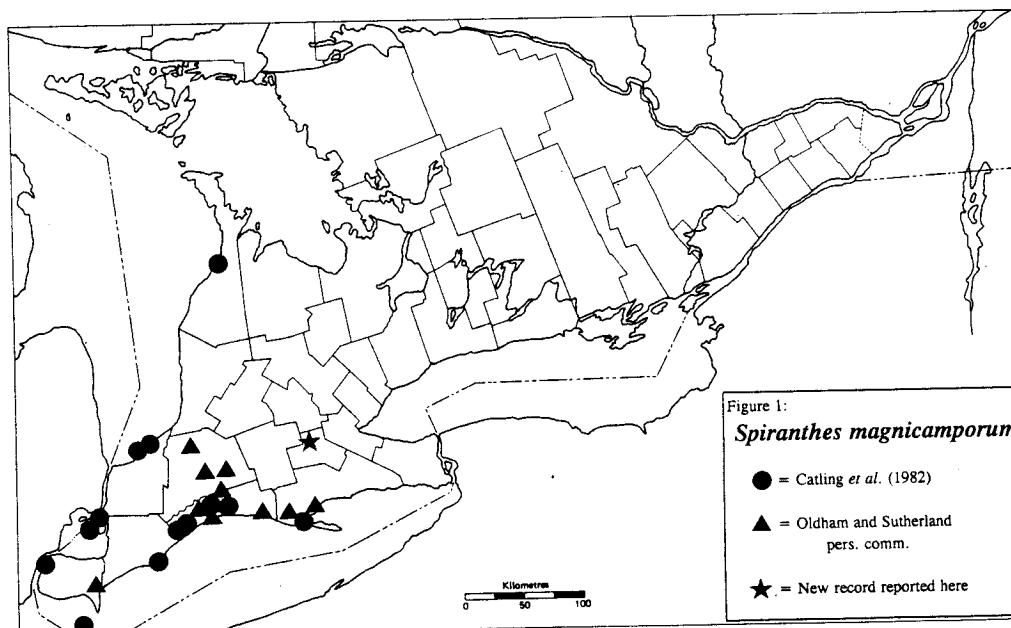 Figure 1:
Spiranthes magnicamporum
= Catling et al. (1982)
= Oldham and Sutherland
pers. comm.
= New record reported here
Kilometres
0 50 100